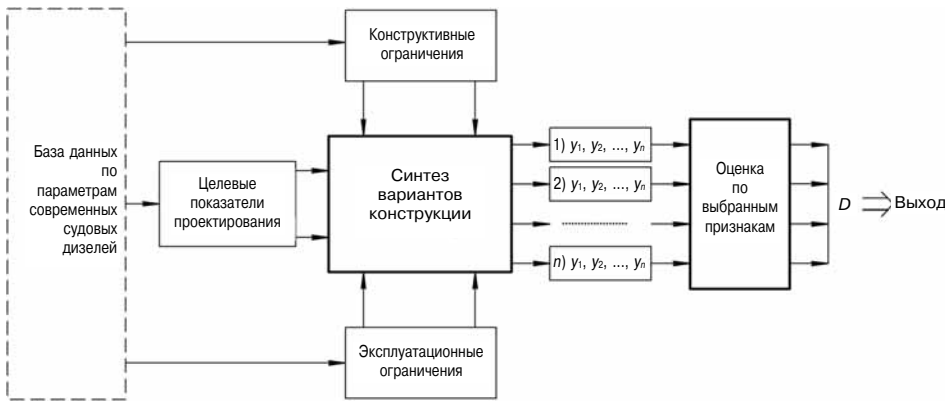 База данных
по
параметрам
современных
судовых
дизелей
Конструктивные
ограничения
Целевые
показатели
проектирования
Синтез
вариантов
конструкции
Эксплуатационные
ограничения
1) y₁, y₂, ..., yₙ
2) y₁, y₂, ..., yₙ
n) y₁, y₂, ..., yₙ
Оценка
по
выбранным
признакам
D
Выход